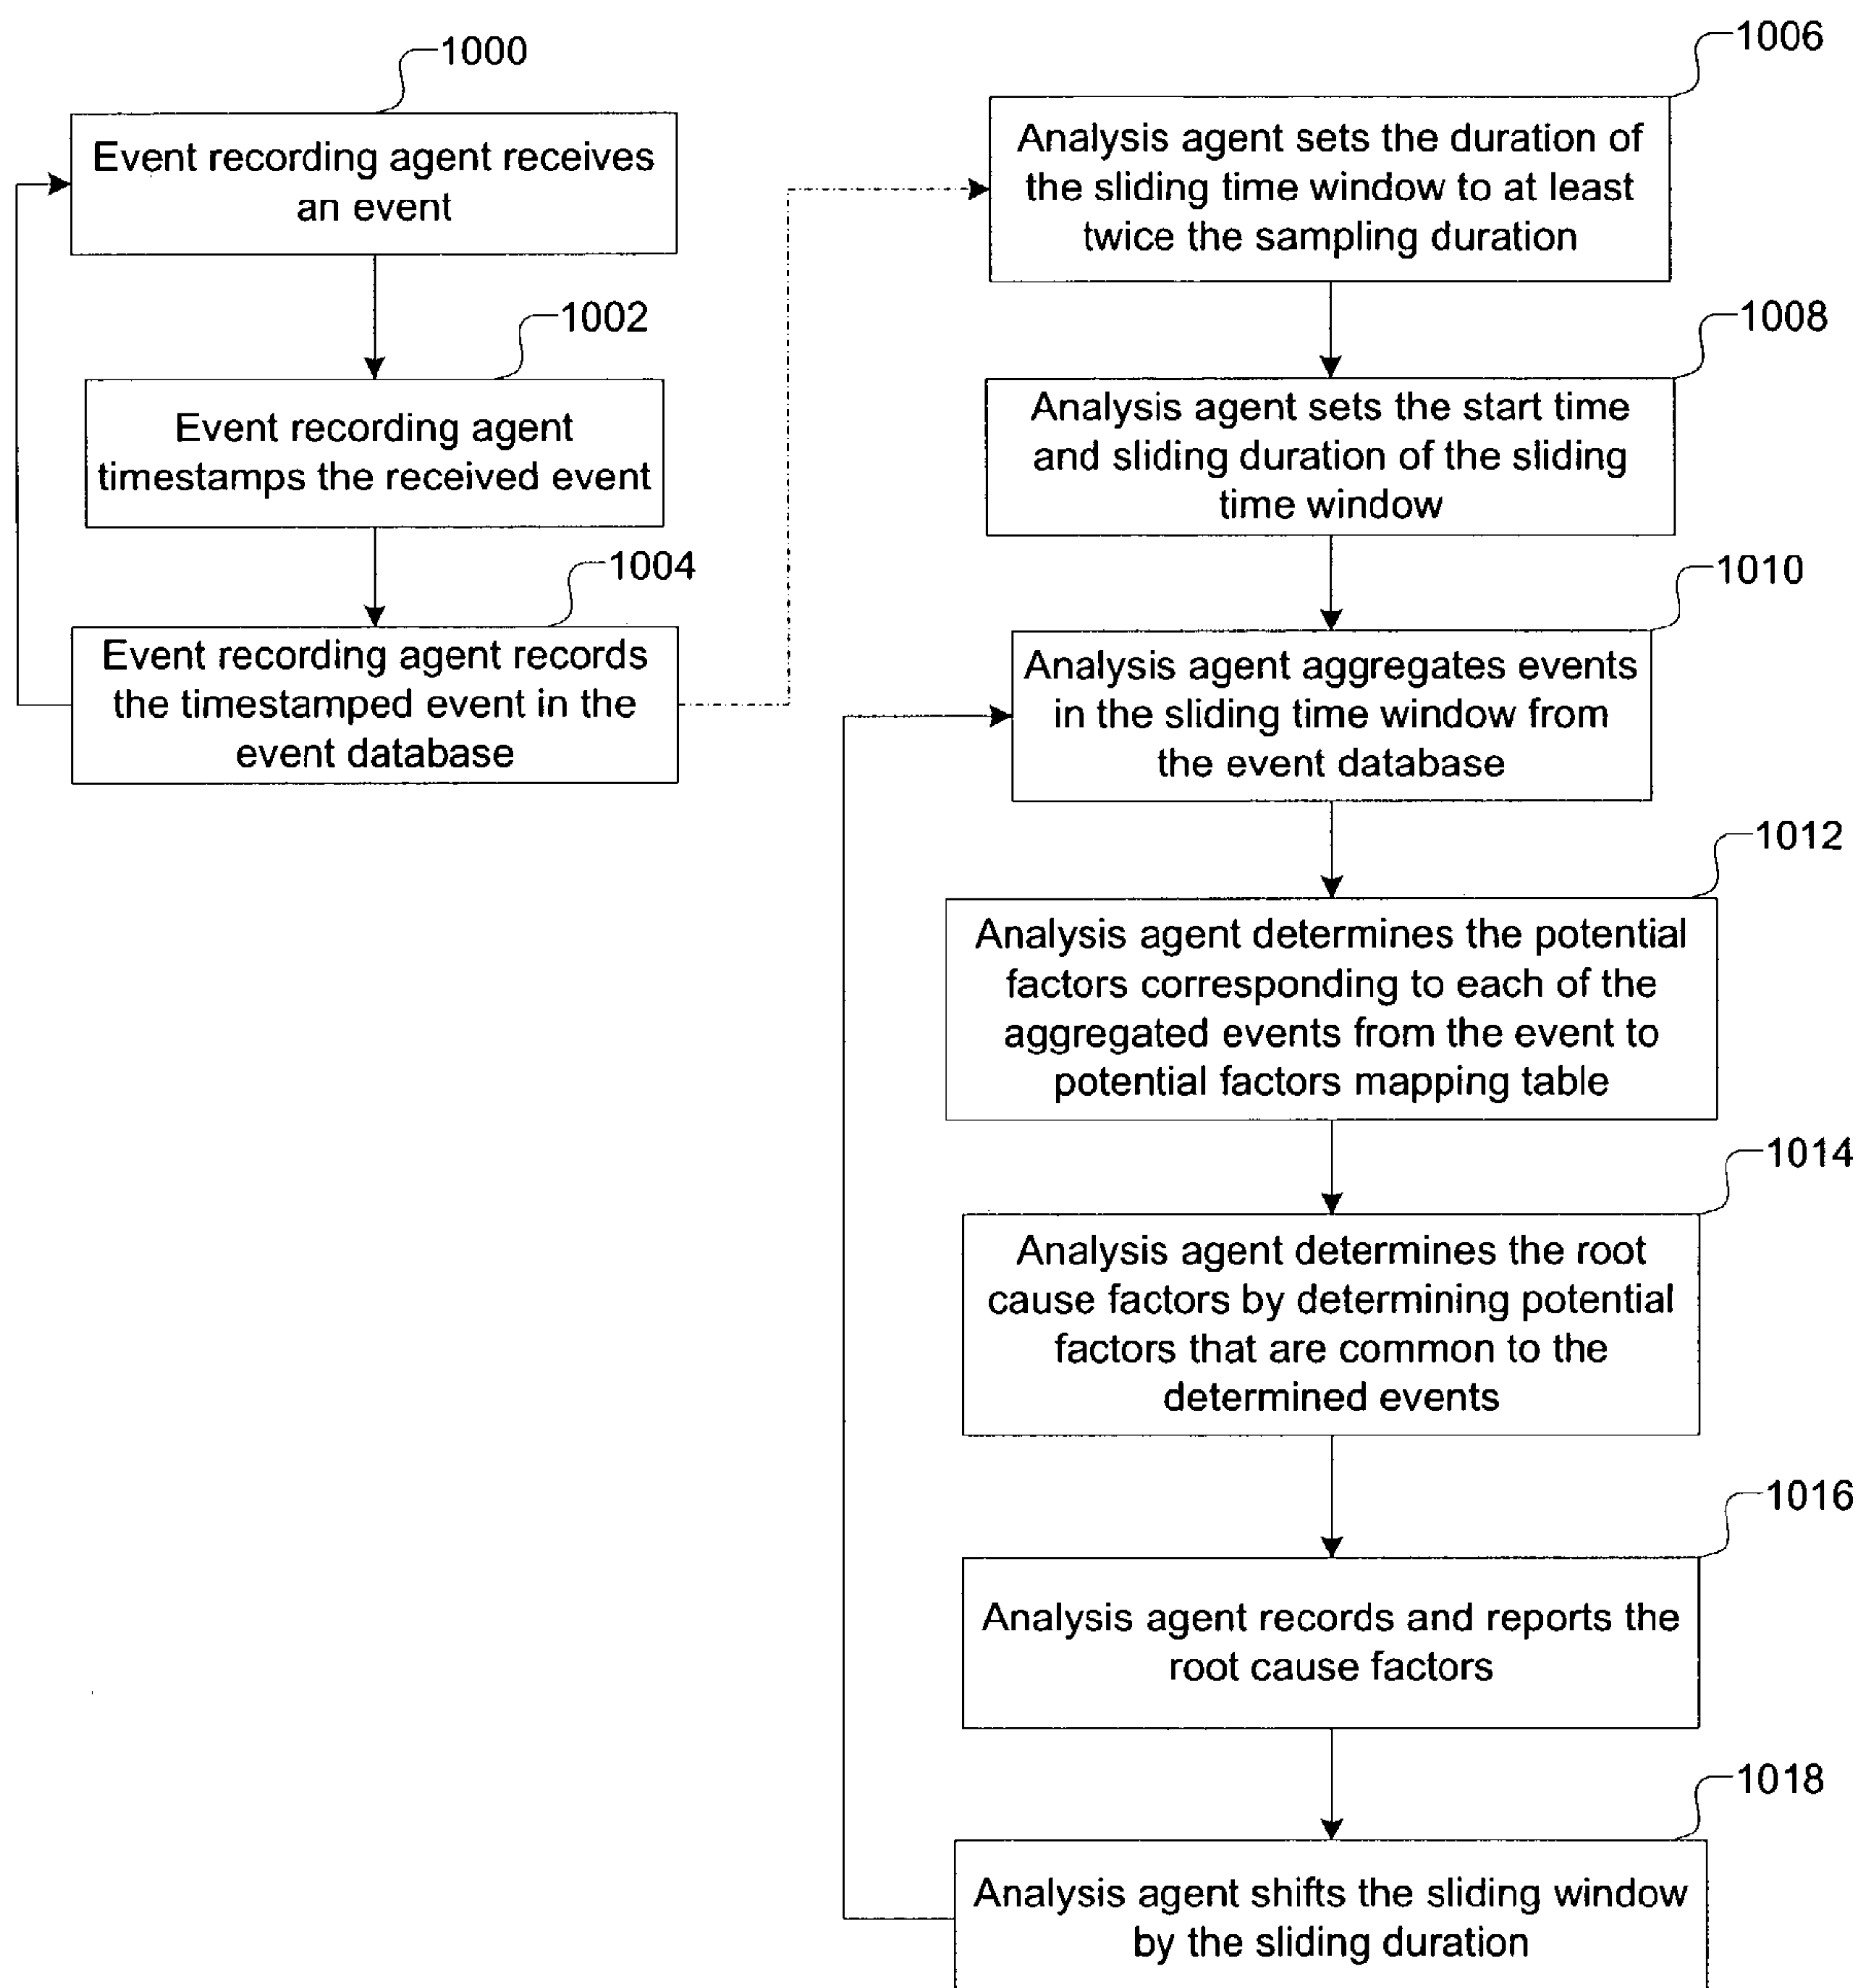 1000
Event recording agent receives
an event
1002
Event recording agent
timestamps the received event
1004
Event recording agent records
the timestamped event in the
event database
1006
Analysis agent sets the duration of
the sliding time window to at least
twice the sampling duration
1008
Analysis agent sets the start time
and sliding duration of the sliding
time window
1010
Analysis agent aggregates events
in the sliding time window from
the event database
1012
Analysis agent determines the potential
factors corresponding to each of the
aggregated events from the event to
potential factors mapping table
1014
Analysis agent determines the root
cause factors by determining potential
factors that are common to the
determined events
1016
Analysis agent records and reports the
root cause factors
1018
Analysis agent shifts the sliding window
by the sliding duration